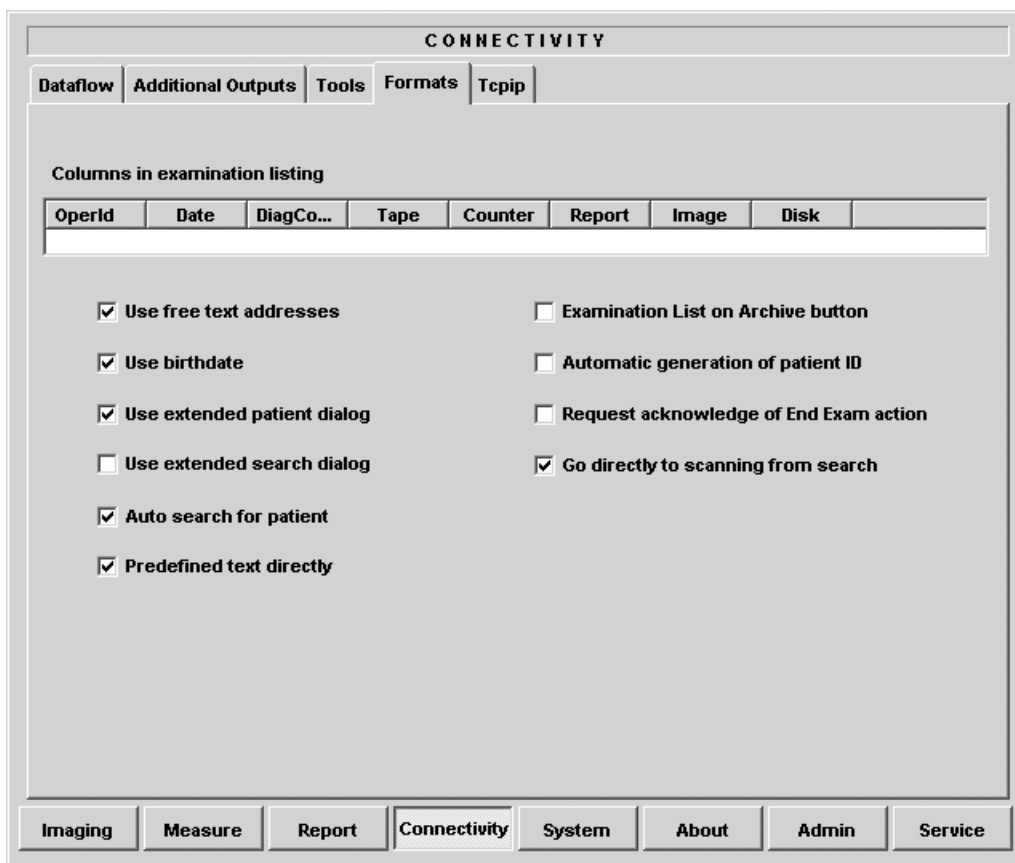 CONNECTIVITY
Dataflow Additional Outputs Tools Formats Tcpip
Columns in examination listing
OperId Date DiagCo... Tape Counter Report Image Disk
Use free text addresses Examination List on Archive button
Use birthdate Automatic generation of patient ID
Use extended patient dialog Request acknowledge of End Exam action
Use extended search dialog Go directly to scanning from search
Auto search for patient
Predefined text directly
Imaging Measure Report Connectivity System About Admin Service